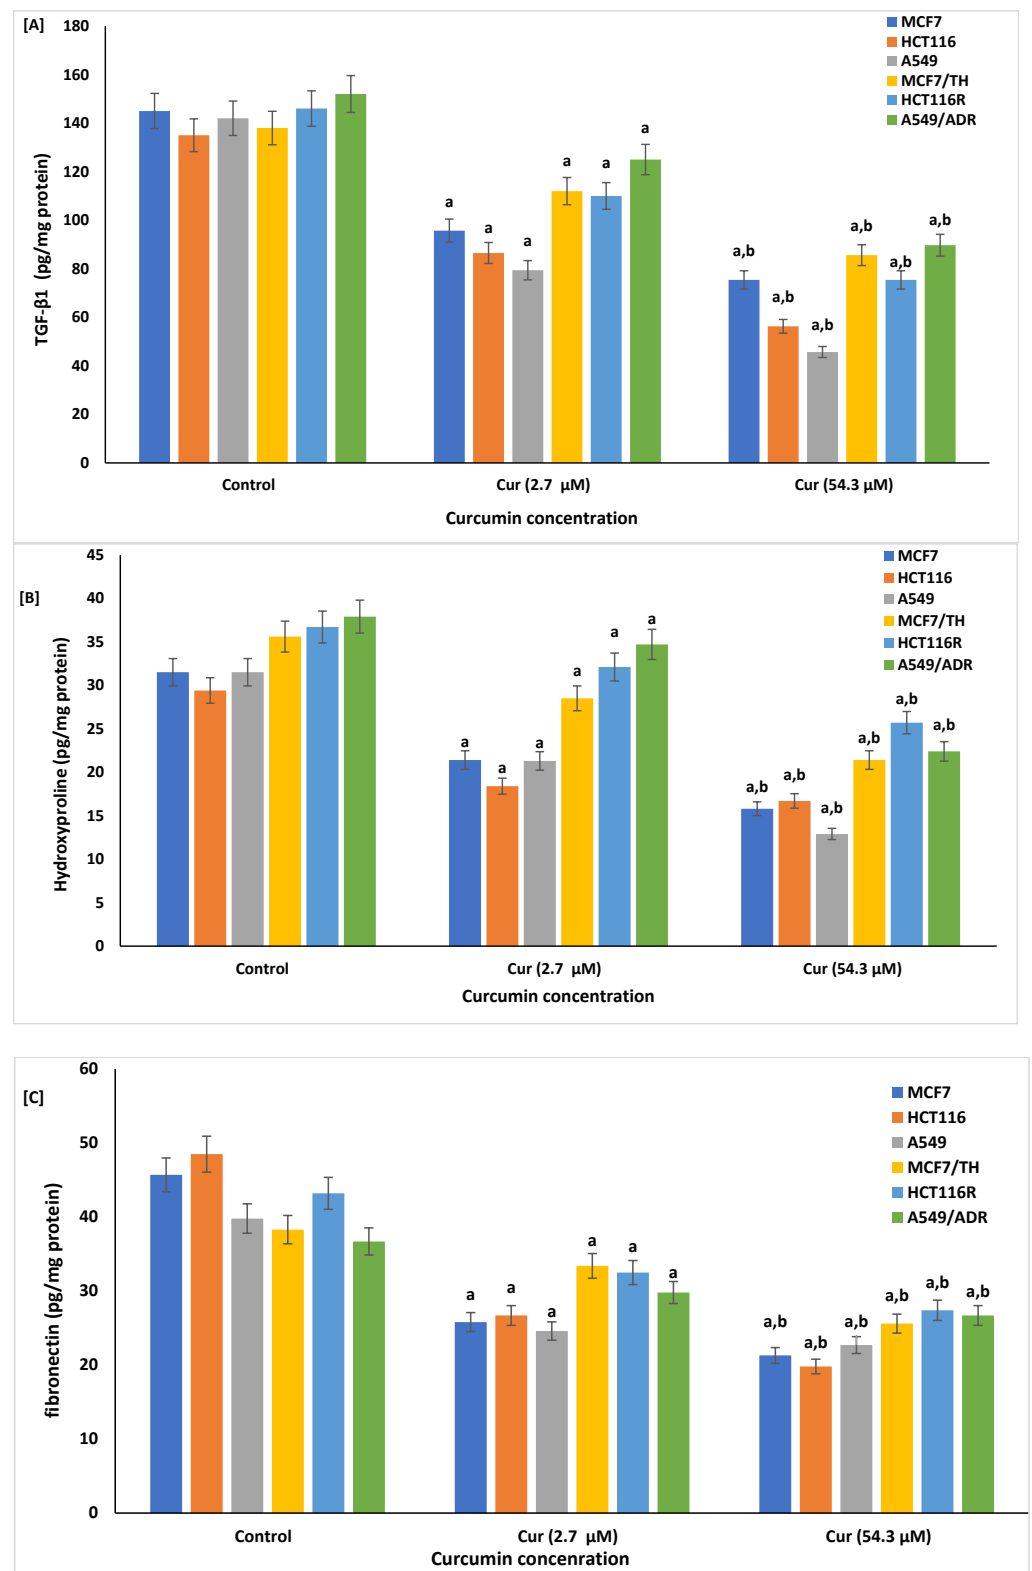 [A]
180
160
140
120
100
80
60
40
20
0
TGF-β1 (pg/mg protein)
MCF7
HCT116
A549
MCF7/TH
HCT116R
A549/ADR
a
a
a
a
a
a
a,b
a,b
a,b
a,b
a,b
a,b
Control
Cur (2.7 µM)
Cur (54.3 µM)
Curcumin concentration
[B]
45
40
35
30
25
20
15
10
5
0
Hydroxyproline (pg/mg protein)
MCF7
HCT116
A549
MCF7/TH
HCT116R
A549/ADR
a
a
a
a
a
a
a,b
a,b
a,b
a,b
a,b
a,b
Control
Cur (2.7 µM)
Cur (54.3 µM)
Curcumin concentration
[C]
60
50
40
30
20
10
0
fibronectin (pg/mg protein)
MCF7
HCT116
A549
MCF7/TH
HCT116R
A549/ADR
a
a
a
a
a
a
a,b
a,b
a,b
a,b
a,b
a,b
Control
Cur (2.7 µM)
Cur (54.3 µM)
Curcumin concenration